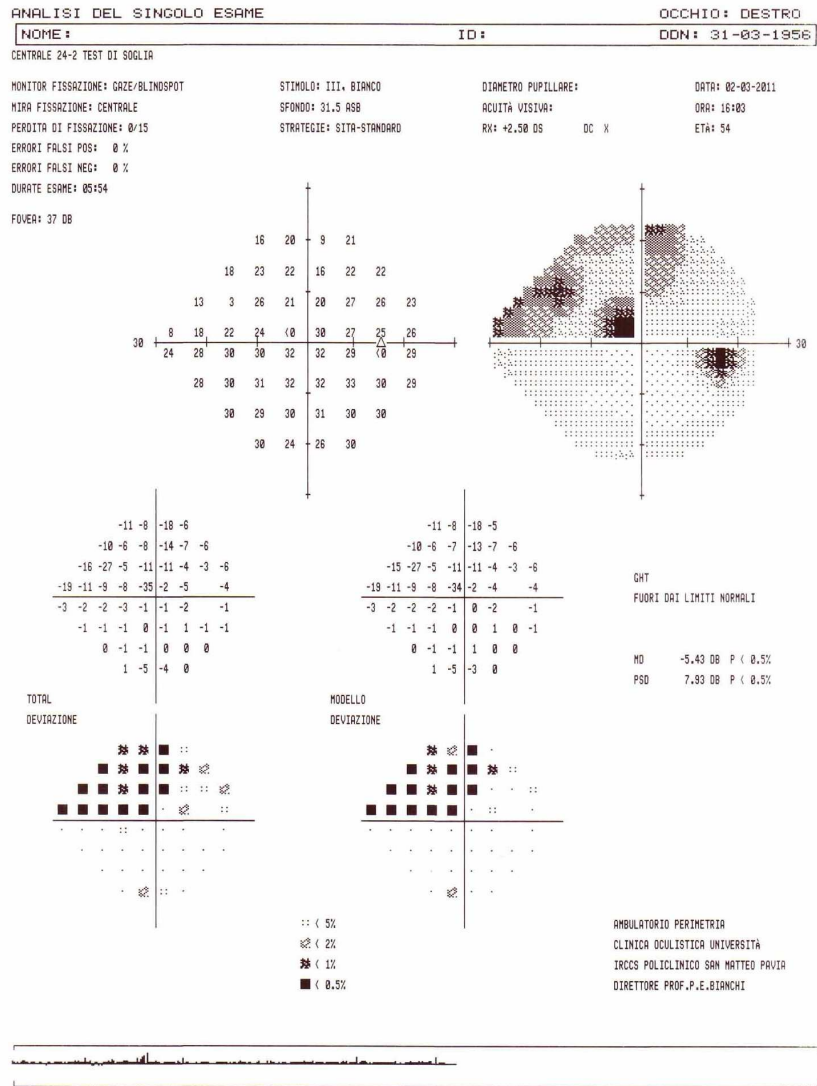 ANALISI DEL SINGOLO ESAME OCCHIO: DESTRO
NOME: ID: DDN: 31-03-1956
CENTRALE 24-2 TEST DI SOGLIA
MONITOR FISSAZIONE: GAZE/BLINDSPOT STIMOLO: III, BIANCO DIAMETRO PUPILLARE: DATA: 02-03-2011
MIRA FISSAZIONE: CENTRALE SFONDO: 31.5 ASB ACUITÀ VISIVA: ORA: 16:03
PERDITA DI FISSAZIONE: 0/15 STRATEGIE: SITA-STANDARD RX: +2.50 DS DC X ETÀ: 54
ERRORI FALSI POS: 0 %
ERRORI FALSI NEG: 0 %
DURATE ESAME: 05:54
FOVEA: 37 DB
16 20 9 21
18 23 22 16 22 22
13 3 26 21 20 27 26 23
8 18 22 24 <0 30 27 25 26
30 30
24 28 30 30 32 32 29 <0 29
28 30 31 32 32 33 30 29
30 29 30 31 30 30
30 24 26 30
-11 -8 -18 -6 -11 -8 -18 -5
-10 -6 -8 -14 -7 -6 -10 -6 -7 -13 -7 -6
-16 -27 -5 -11 -11 -4 -3 -6 -15 -27 -5 -11 -11 -4 -3 -6
-19 -11 -9 -8 -35 -2 -5 -4 -19 -11 -9 -8 -34 -2 -4 -4
-3 -2 -2 -3 -1 -1 -2 -1 -3 -2 -2 -2 -1 0 -2 -1
-1 -1 -1 0 -1 1 -1 -1 -1 -1 -1 0 0 1 0 -1
0 -1 -1 0 0 0 0 -1 -1 1 0 0
1 -5 -4 0 1 -5 -3 0
GHT
FUORI DAI LIMITI NORMALI
MD -5.43 DB P < 0.5%
PSD 7.93 DB P < 0.5%
TOTAL MODELLO
DEVIAZIONE DEVIAZIONE
< 5%
< 2%
< 1%
< 0.5%
AMBULATORIO PERIMETRIA
CLINICA OCULISTICA UNIVERSITÀ
IRCCS POLICLINICO SAN MATTEO PAVIA
DIRETTORE PROF.P.E.BIANCHI